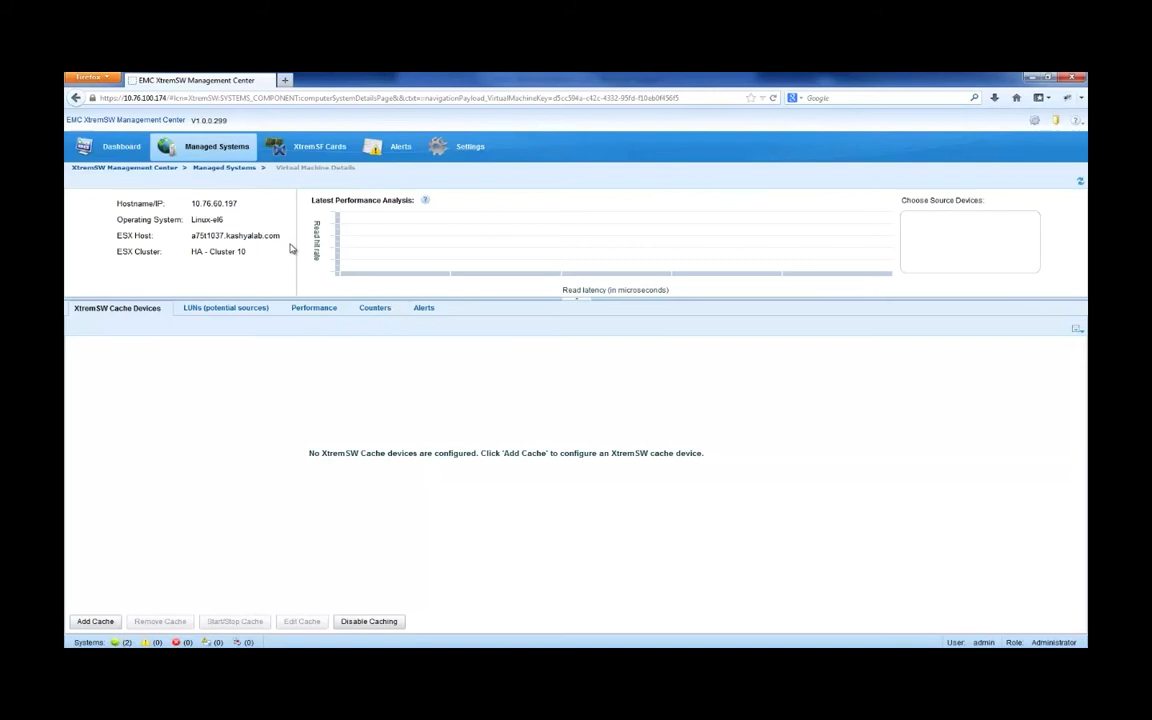 Firefox
EMC XtremSW Management Center
Google
EMC XtremSW Management Center V1.0.0.299
Dashboard Managed Systems XtremSF Cards Alerts Settings
XtremSW Management Center > Managed Systems > Virtual Machine Details
Hostname/IP: 10.76.60.197
Operating System: Linux-el6
ESX Host: a75t1037.kashyalab.com
ESX Cluster: HA - Cluster 10
Latest Performance Analysis:
Read hit rate
Read latency (in microseconds)
Choose Source Devices:
XtremSW Cache Devices LUNs (potential sources) Performance Counters Alerts
No XtremSW Cache devices are configured. Click 'Add Cache' to configure an XtremSW cache device.
Add Cache Remove Cache Start/Stop Cache Edit Cache Disable Caching
Systems: (2) (0) (0) (0) (0) User: admin Role: Administrator